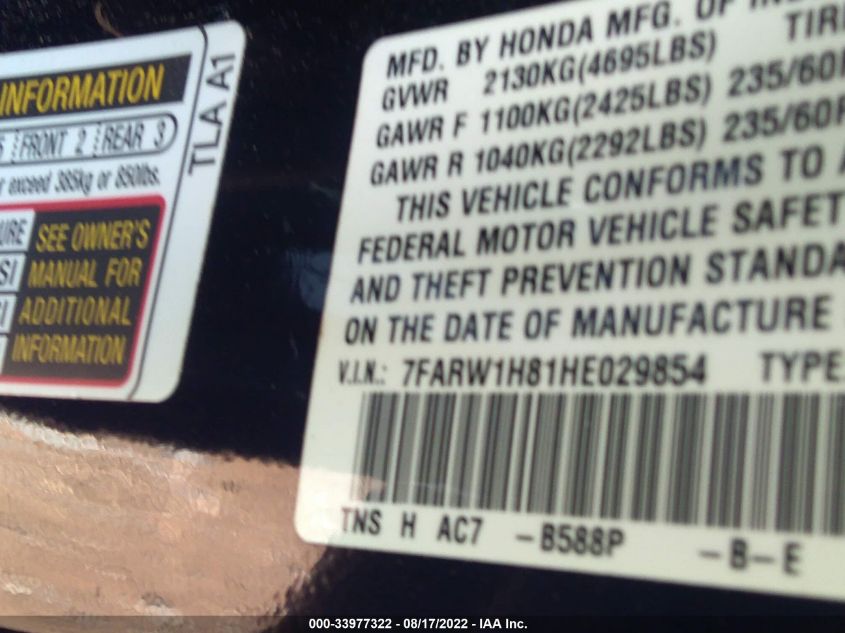 INFORMATION
FRONT 2 REAR 3
exceed 385kg or 850lbs.
SEE OWNER'S
MANUAL FOR
ADDITIONAL
INFORMATION
TLA A1
MFD. BY HONDA MFG. OF
GVWR 2130KG(4695LBS)
GAWR F 1100KG(2425LBS) 235/60R
GAWR R 1040KG(2292LBS) 235/60R
THIS VEHICLE CONFORMS TO
FEDERAL MOTOR VEHICLE SAFET
AND THEFT PREVENTION STANDA
ON THE DATE OF MANUFACTURE
V.I.N.: 7FARW1H81HE029854 TYPE
TNS H AC7 -B588P -B-E
000-33977322 - 08/17/2022 - IAA Inc.